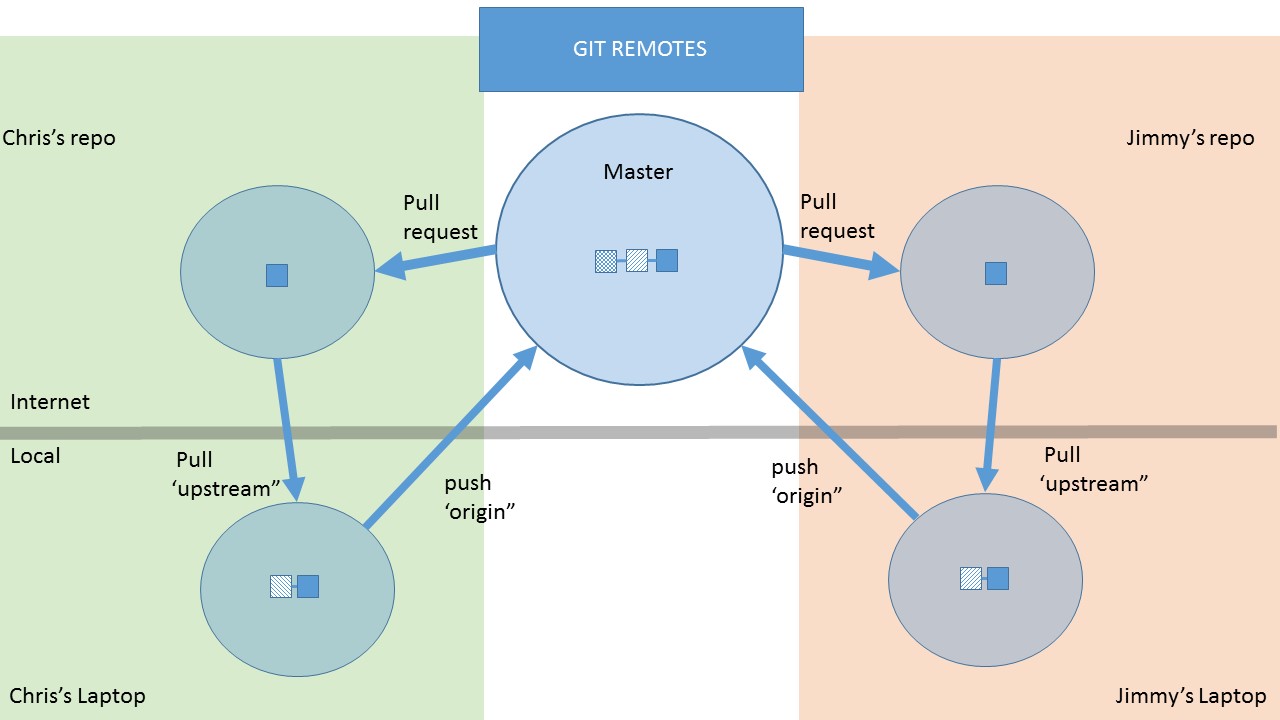 GIT REMOTES
Chris’s repo
Jimmy’s repo
Master
Pull
request
Pull
request
Internet
Local
Pull
‘upstream”
push
‘origin”
push
‘origin”
Pull
‘upstream”
Chris’s Laptop
Jimmy’s Laptop